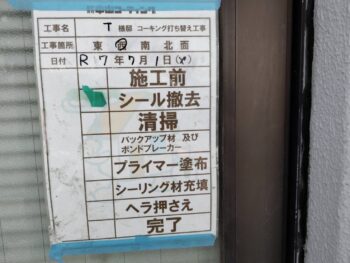 工事名 T 様邸 コーキング打ち替え工事
工事箇所 東 西 南 北面
日付 R 7年 7月 1日(火)
施工前
シール撤去
清掃
バックアップ材 及び
ボンドブレーカー
プライマー塗布
シーリング材充填
ヘラ押さえ
完了